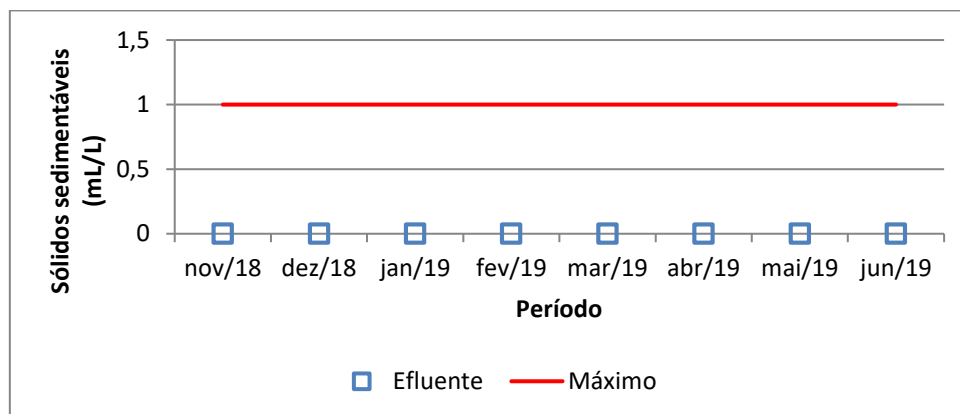 Sólidos sedimentáveis
(mL/L)
1,5
1
0,5
0
nov/18 dez/18 jan/19 fev/19 mar/19 abr/19 mai/19 jun/19
Período
Efluente Máximo